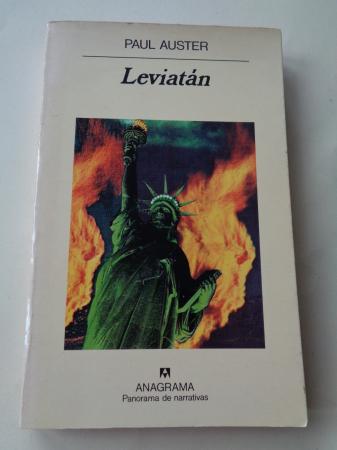 PAUL AUSTER
Leviatán
ANAGRAMA
Panorama de narrativas